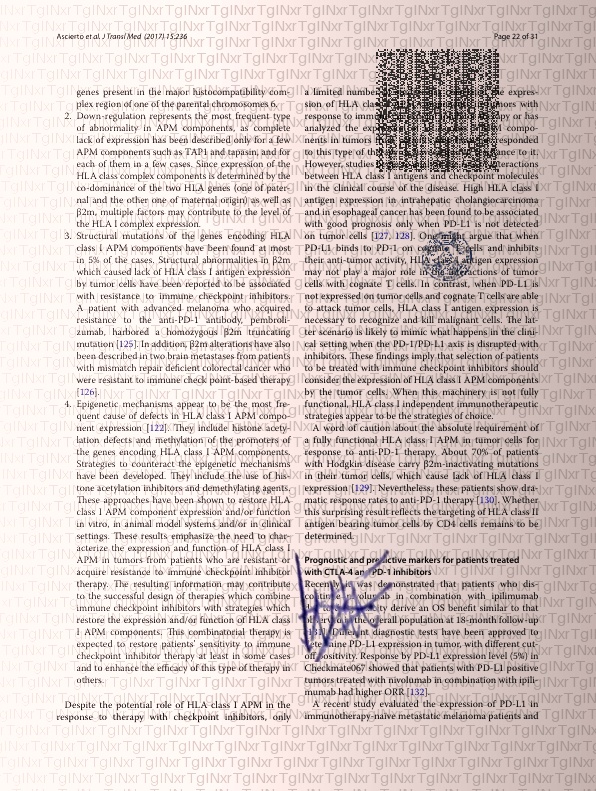 Ascierto et al. J Transl Med (2017) 15:236
Page 22 of 31
genes present in the major histocompatibility com-
plex region of one of the parental chromosomes 6.
2. Down-regulation represents the most frequent type
of abnormality in APM components, as complete
lack of expression has been described only for a few
APM components such as TAP1 and tapasin, and for
each of them in a few cases. Since expression of the
HLA class complex components is determined by the
co-dominance of the two HLA genes (one of pater-
nal and the other one of maternal origin) as well as
β2m, multiple factors may contribute to the level of
the HLA I complex expression.
3. Structural mutations of the genes encoding HLA
class I APM components have been found at most
in 5% of the cases. Structural abnormalities in β2m
which caused lack of HLA class I antigen expression
by tumor cells have been reported to be associated
with resistance to immune checkpoint inhibitors.
A patient with advanced melanoma who acquired
resistance to the anti-PD-1 antibody, pembroli-
zumab, harbored a homozygous β2m truncating
mutation [125]. In addition, β2m alterations have also
been described in two brain metastases from patients
with mismatch repair deficient colorectal cancer who
were resistant to immune check point-based therapy
[126].
4. Epigenetic mechanisms appear to be the most fre-
quent cause of defects in HLA class I APM compo-
nent expression [122]. They include histone acety-
lation defects and methylation of the promoters of
the genes encoding HLA class I APM components.
Strategies to counteract the epigenetic mechanisms
have been developed. They include the use of his-
tone acetylation inhibitors and demethylating agents.
These approaches have been shown to restore HLA
class I APM component expression and/or function
in vitro, in animal model systems and/or in clinical
settings. These results emphasize the need to char-
acterize the expression and function of HLA class I
APM in tumors from patients who are resistant or
acquire resistance to immune checkpoint inhibitor
therapy. The resulting information may contribute
to the successful design of therapies which combine
immune checkpoint inhibitors with strategies which
restore the expression and/or function of HLA class
I APM components. This combinatorial therapy is
expected to restore patients' sensitivity to immune
checkpoint inhibitor therapy at least in some cases
and to enhance the efficacy of this type of therapy in
others.
Despite the potential role of HLA class I APM in the
response to therapy with checkpoint inhibitors, only
a limited number expres-
sion of HLA class tumors with
response to immune therapy or has
analyzed the compo-
nents in tumors responded
to this type of to it.
However, studies interactions
between HLA class I antigens and checkpoint molecules
in the clinical course of the disease. High HLA class I
antigen expression in intrahepatic cholangiocarcinoma
and in esophageal cancer has been found to be associated
with good prognosis only when PD-L1 is not detected
on tumor cells [127, 128]. One might argue that when
PD-L1 binds to PD-1 on cells and inhibits
their anti-tumor activity, HLA class I antigen expression
may not play a major role in interactions of tumor
cells with cognate T cells. In contrast, when PD-L1 is
not expressed on tumor cells and cognate T cells are able
to attack tumor cells, HLA class I antigen expression is
necessary to recognize and kill malignant cells. The lat-
ter scenario is likely to mimic what happens in the clini-
cal setting when the PD-1/PD-L1 axis is disrupted with
inhibitors. These findings imply that selection of patients
to be treated with immune checkpoint inhibitors should
consider the expression of HLA class I APM components
by the tumor cells. When this machinery is not fully
functional, HLA class I independent immunotherapeutic
strategies appear to be the strategies of choice.
A word of caution about the absolute requirement of
a fully functional HLA class I APM in tumor cells for
response to anti-PD-1 therapy. About 70% of patients
with Hodgkin disease carry β2m-inactivating mutations
in their tumor cells, which cause lack of HLA class I
expression [129]. Nevertheless, these patients show dra-
matic response rates to anti-PD-1 therapy [130]. Whether
this surprising result reflects the targeting of HLA class II
antigen bearing tumor cells by CD4 cells remains to be
determined.
Prognostic and predictive markers for patients treated
with CTLA-4 and PD-1 inhibitors
Recently was demonstrated that patients who dis-
in combination with ipilimumab
derive an OS benefit similar to that
overall population at 18-month follow-up
diagnostic tests have been approved to
PD-L1 expression in tumor, with different cut-
off positivity. Response by PD-L1 expression level (5%) in
Checkmate067 showed that patients with PD-L1 positive
tumors treated with nivolumab in combination with ipili-
mumab had higher ORR [132].
A recent study evaluated the expression of PD-L1 in
immunotherapy-naive metastatic melanoma patients and